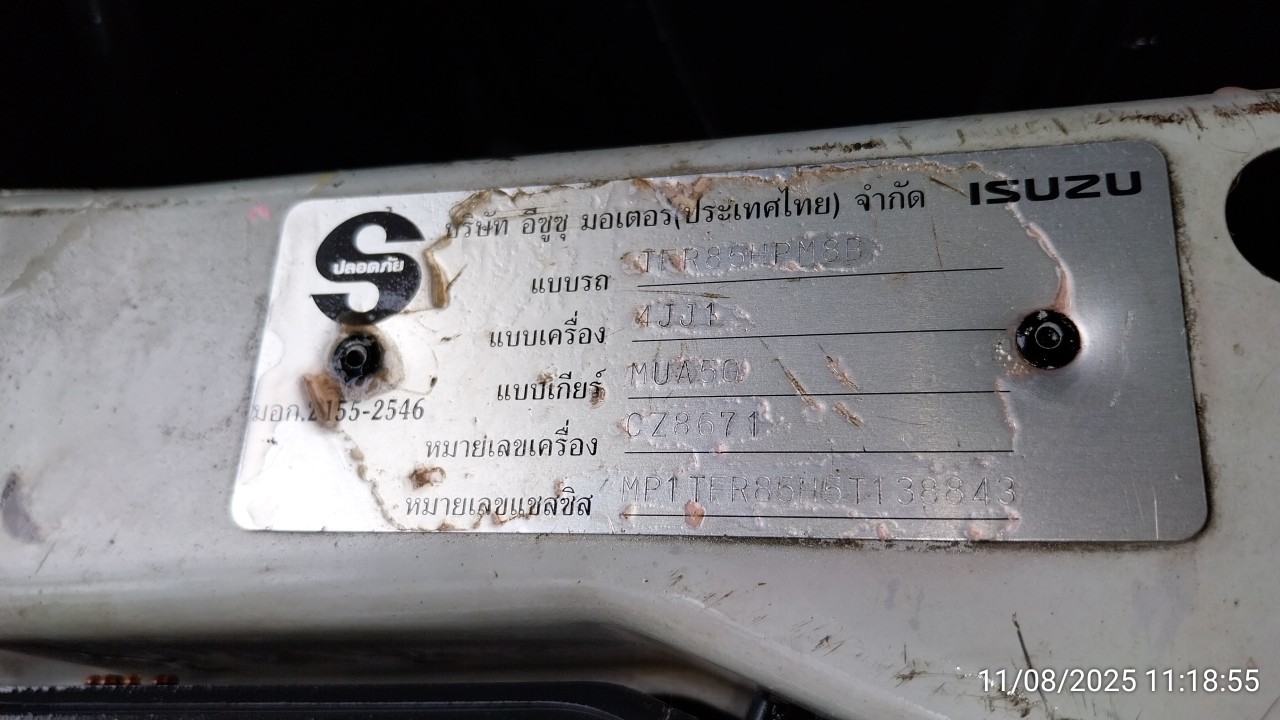 บริษัท อีซูซุ มอเตอร์(ประเทศไทย) จำกัด ISUZU
ปลอดภัย
แบบรถ TFR85HPM8B
แบบเครื่อง 4JJ1
แบบเกียร์ MUA5O
มอก.2155-2546
หมายเลขเครื่อง CZ8671
หมายเลขแชสซิส MP1TFR85H5T138843
11/08/2025 11:18:55